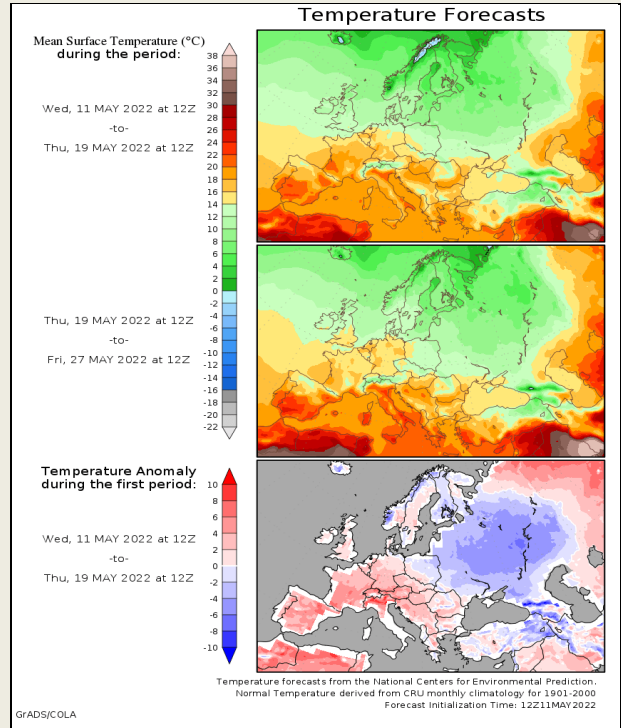 Temperature Forecasts
Mean Surface Temperature (°C)
during the period:
Wed, 11 MAY 2022 at 12Z
-to-
Thu, 19 MAY 2022 at 12Z
38
36
34
32
30
28
26
24
22
20
18
16
14
12
10
8
6
4
2
0
-2
-4
-6
-8
-10
-12
-14
-16
-18
-20
-22
Thu, 19 MAY 2022 at 12Z
-to-
Fri, 27 MAY 2022 at 12Z
Temperature Anomaly
during the first period:
Wed, 11 MAY 2022 at 12Z
-to-
Thu, 19 MAY 2022 at 12Z
10
8
6
4
2
0
-2
-4
-6
-8
-10
Temperature forecasts from the National Centers for Environmental Prediction.
Normal Temperature derived from CRU monthly climatology for 1901-2000
Forecast Initialization Time: 12Z11MAY2022
GrADS/COLA